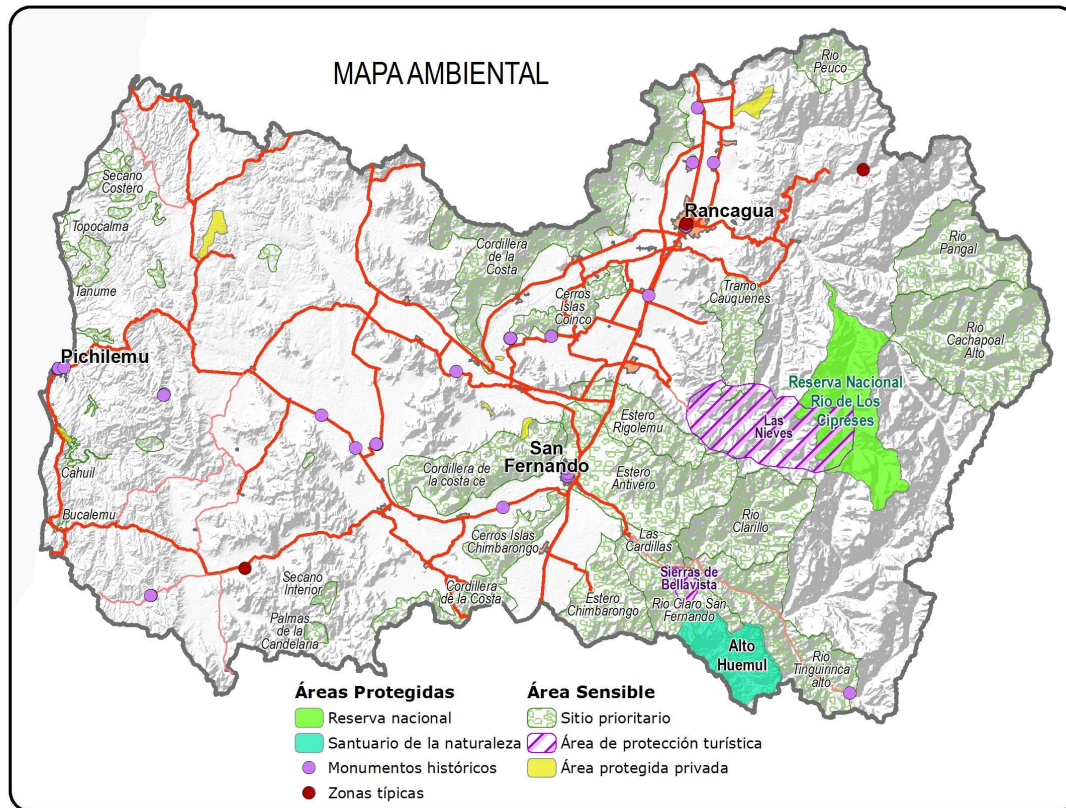 MAPA AMBIENTAL
Rio
Peuco
Secano
Costero
Topocalma
Tanume
Rancagua
Cordillera
de la
Costa
Cerros
Islas
Coinco
Tramo
Cauquenes
Rio
Pangal
Rio
Cachapoal
Alto
Pichilemu
Reserva Nacional
Río de Los
Cipreses
Las
Nieves
Estero
Rigolemu
San
Fernando
Cordillera de
la costa ce
Estero
Antivero
Cahuil
Bucalemu
Rio
Clarillo
Cerros Islas
Chimbarongo
Las
Cardillas
Sierras de
Bellavista
Secano
Interior
Cordillera
de la Costa
Estero
Chimbarongo
Rio Claro San
Fernando
Palmas
de la
Candelaria
Alto
Huemul
Rio
Tinguiririca
alto
Áreas Protegidas
Reserva nacional
Santuario de la naturaleza
Monumentos históricos
Zonas típicas
Área Sensible
Sitio prioritario
Área de protección turística
Área protegida privada